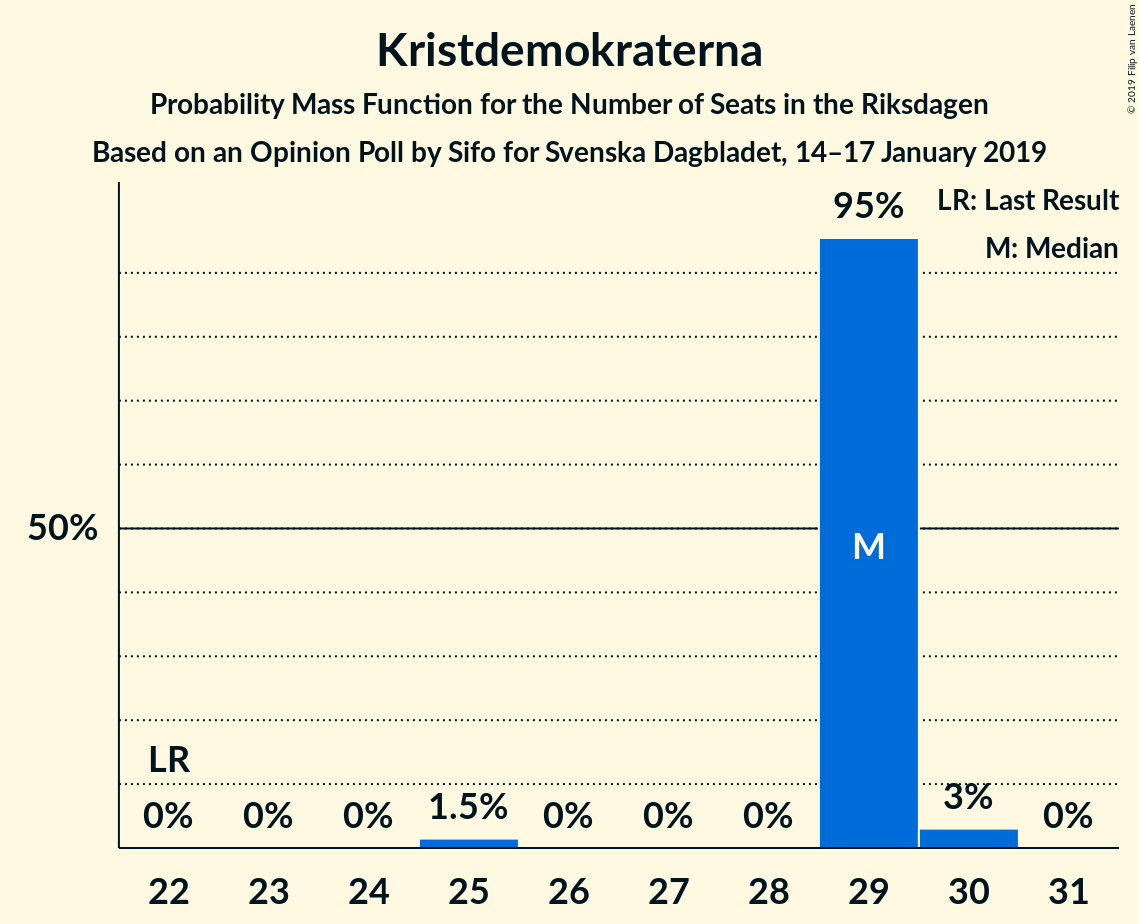 Kristdemokraterna
Probability Mass Function for the Number of Seats in the Riksdagen
Based on an Opinion Poll by Sifo for Svenska Dagbladet, 14–17 January 2019
© 2019 Filip van Laenen
LR: Last Result
M: Median
95%
50%
M
LR
0% 0% 0% 1.5% 0% 0% 0% 3% 0%
22 23 24 25 26 27 28 29 30 31